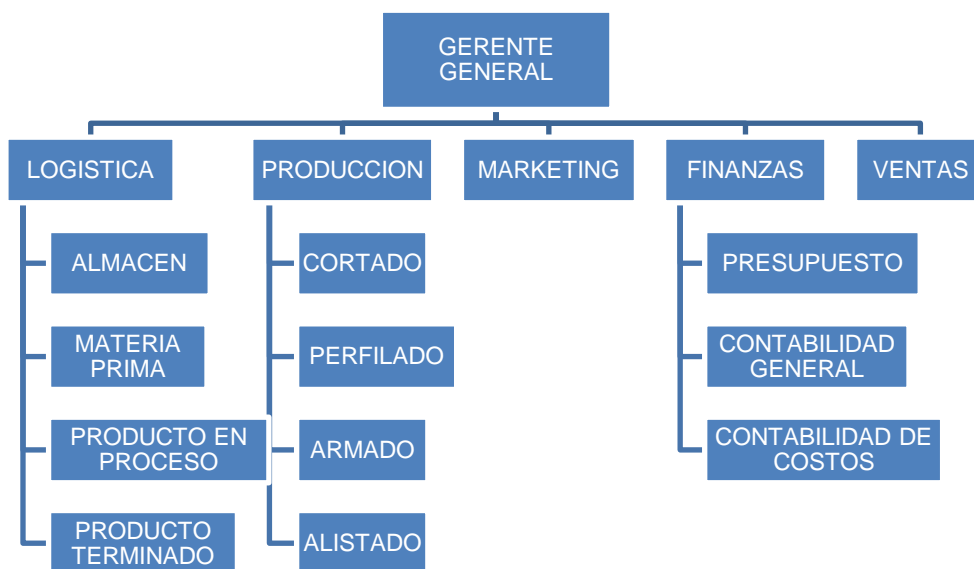 GERENTE
GENERAL
LOGISTICA
PRODUCCION
MARKETING
FINANZAS
VENTAS
ALMACEN
MATERIA
PRIMA
PRODUCTO EN
PROCESO
PRODUCTO
TERMINADO
CORTADO
PERFILADO
ARMADO
ALISTADO
PRESUPUESTO
CONTABILIDAD
GENERAL
CONTABILIDAD DE
COSTOS